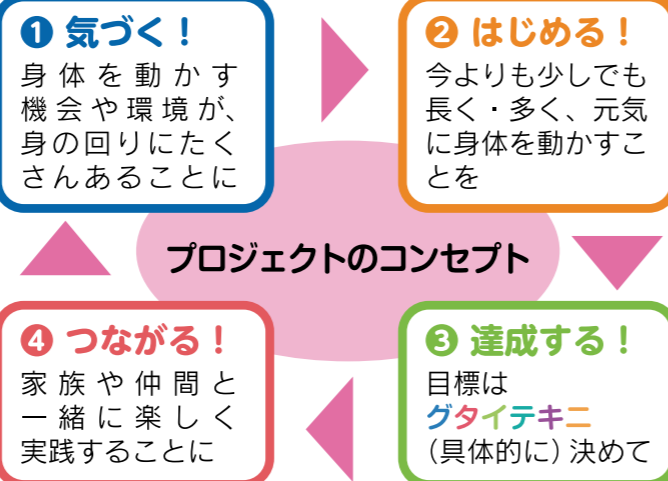 ❶ 気づく！
身体を動かす
機会や環境が、
身の回りにたく
さんあることに
❷ はじめる！
今よりも少しでも
長く・多く、元気
に身体を動かすこ
とを
プロジェクトのコンセプト
❹ つながる！
家族や仲間と
一緒に楽しく
実践することに
❸ 達成する！
目標は
グタイテキニ
（具体的に）決めて